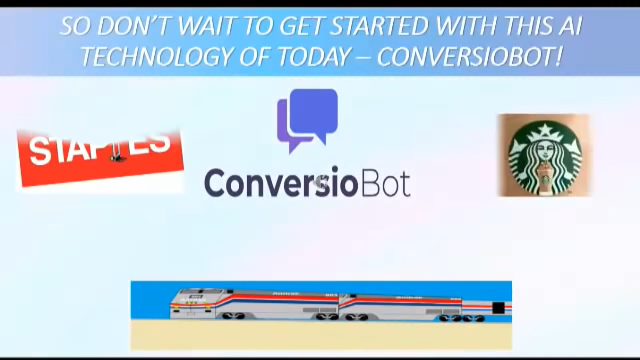 SO DON'T WAIT TO GET STARTED WITH THIS AI
TECHNOLOGY OF TODAY – CONVERSIOBOT!
STAPLES
ConversioBot